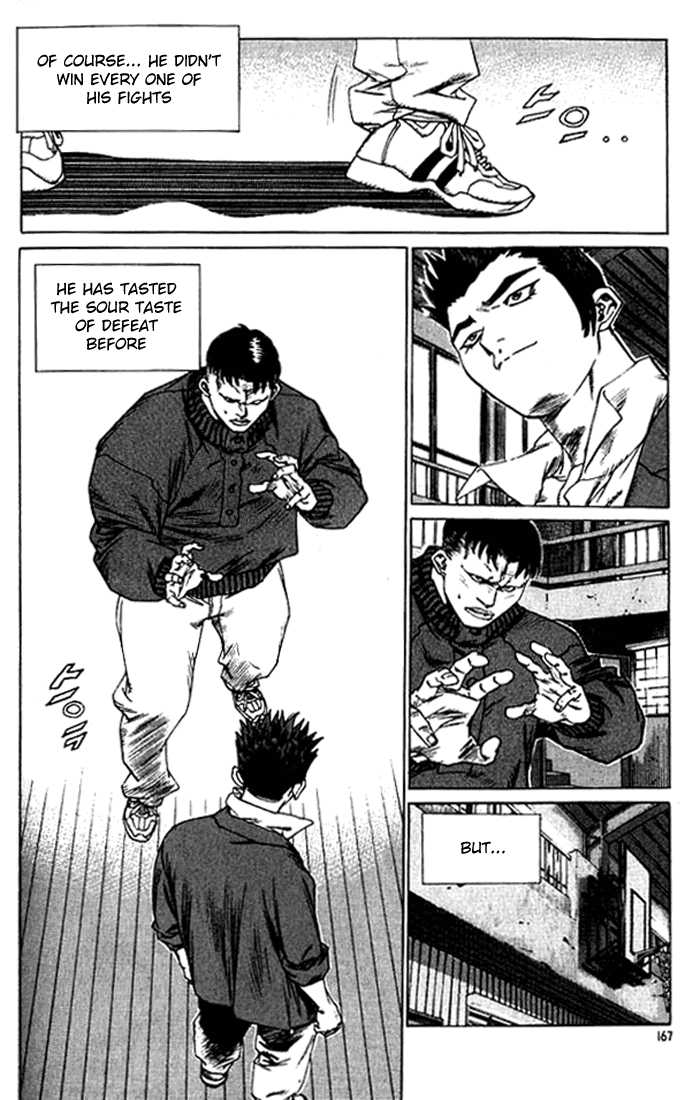 OF COURSE... HE DIDN'T
WIN EVERY ONE OF
HIS FIGHTS
HE HAS TASTED
THE SOUR TASTE
OF DEFEAT
BEFORE
BUT...
167